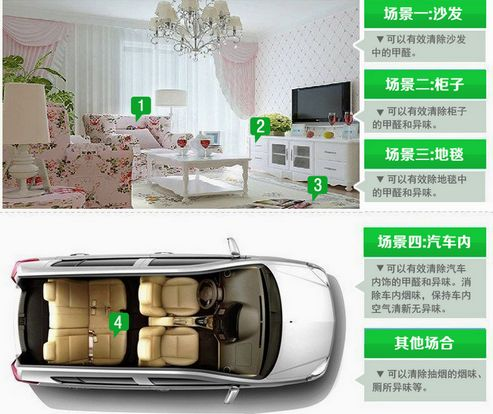 场景一:沙发
▼可以有效清除沙发
中的甲醛。
1
场景二:柜子
▼可以有效清除柜子
的甲醛和异味。
2
场景三:地毯
▼可以有效除地毯中
的甲醛和异味。
3
场景四:汽车内
▼可以有效清除汽车
内饰的甲醛和异味。消
除车内烟味,保持车内
空气清新无异味。
4
其他场合
▼可以清除抽烟的烟味、
厕所异味等。